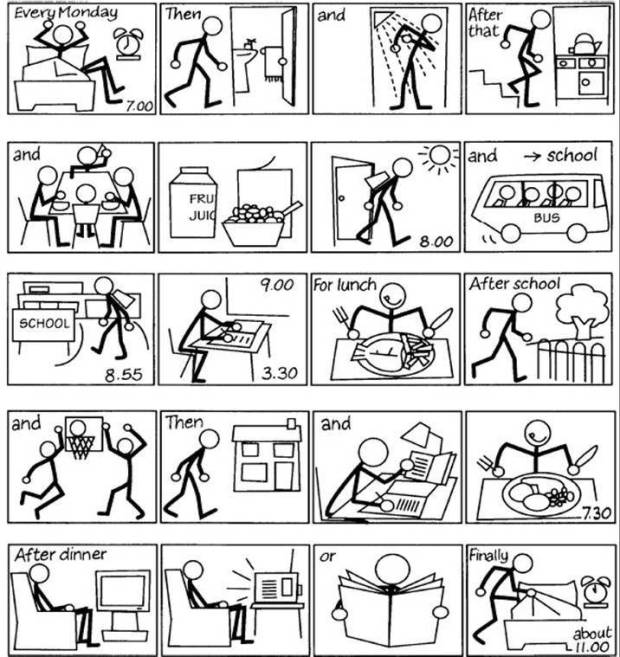 Every Monday
7.00
Then
and
After
that
and
FRU
JUIC
8.00
and → school
BUS
SCHOOL
8.55
9.00
3.30
For lunch
After school
and
Then
and
7.30
After dinner
or
Finally
about
11.00